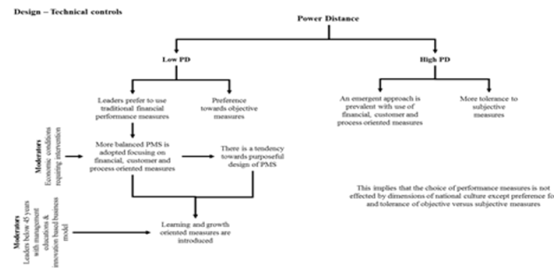 Design – Technical controls
Power Distance
Low PD
High PD
Leaders prefer to use
traditional financial
performance measures
Preference
towards objective
measures
An emergent approach is
prevalent with use of
financial, customer and
process oriented measures
More tolerance to
subjective
measures
Moderators
Economic conditions
requiring intervention
More balanced PMS is
adopted focusing on
financial, customer and
process oriented measures
There is a tendency
towards purposeful
design of PMS
This implies that the choice of performance measures is not
effected by dimensions of national culture except preference fo
and tolerance of objective versus subjective measures
Moderators
Leaders below 45 years
with management
educations &
innovation based business
model
Learning and growth
oriented measures are
introduced